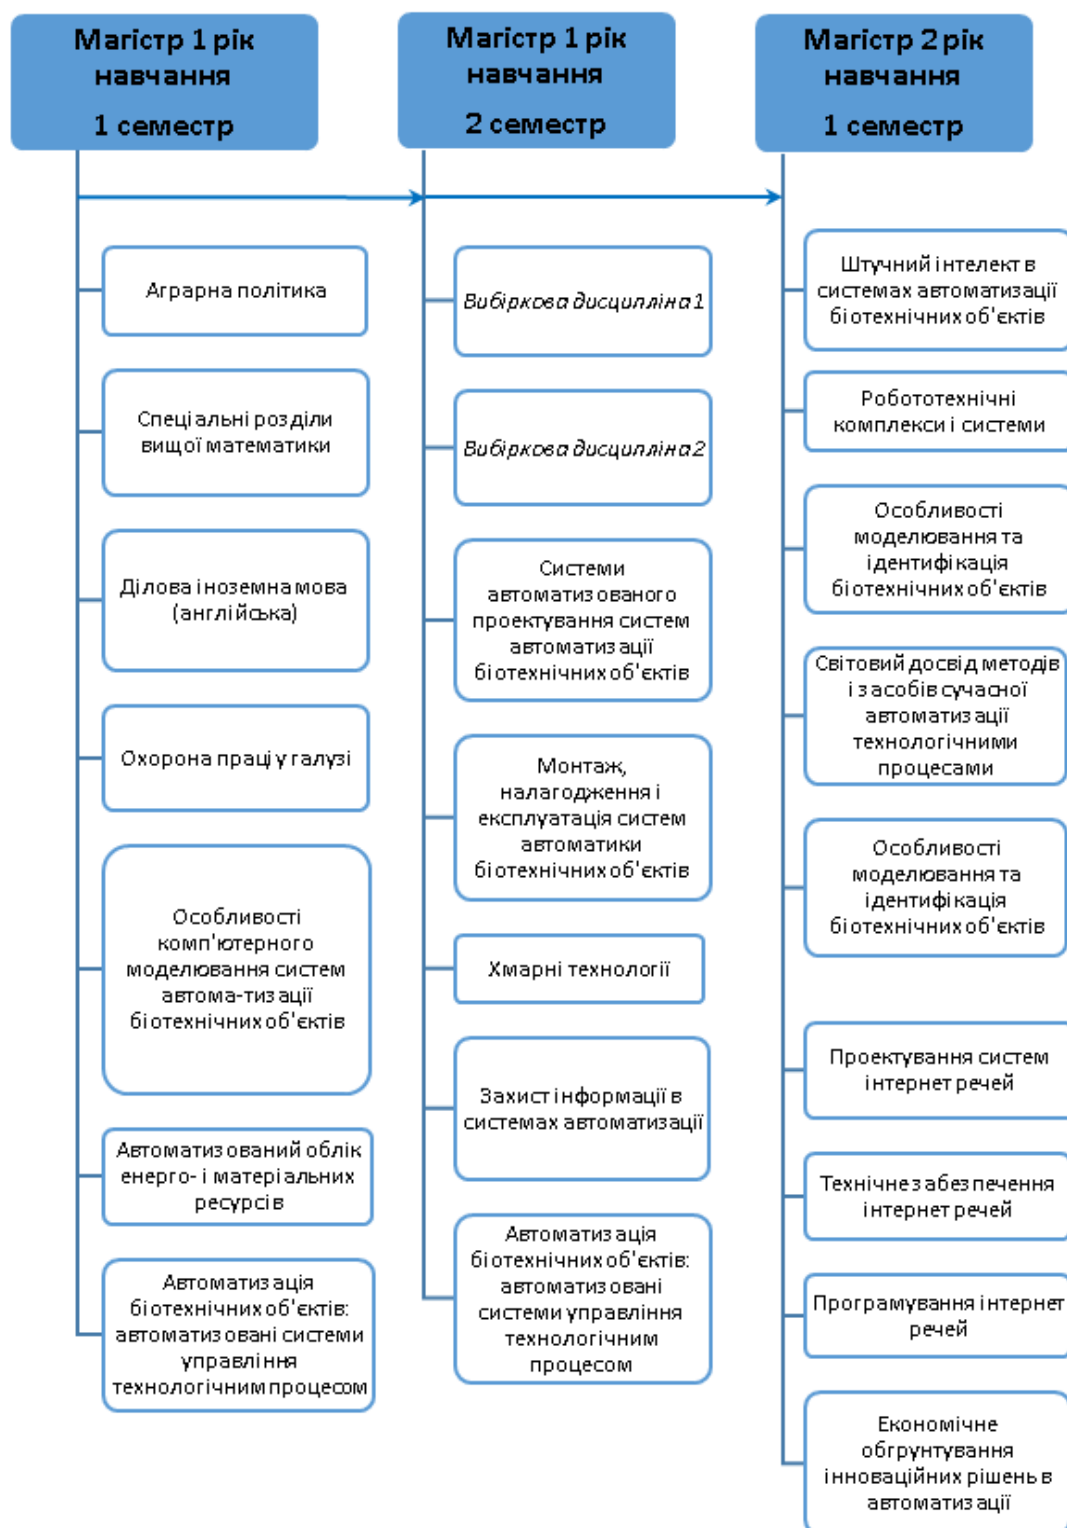 Магістр 1 рік
навчання
1 семестр
Аграрна політика
Спеціальні розділи
вищої математики
Ділова іноземна мова
(англійська)
Охорона праці у галузі
Особливості
комп'ютерного
моделювання систем
автома-тизації
біотехнічних об'єктів
Автоматизований облік
енерго- і матеріальних
ресурсів
Автоматизація
біотехнічних об'єктів:
автоматизовані системи
управління
технологічним процесом
Магістр 1 рік
навчання
2 семестр
Вибіркова дисципліна 1
Вибіркова дисципліна 2
Системи
автоматизованого
проектування систем
автоматизації
біотехнічних об'єктів
Монтаж,
налагодження і
експлуатація систем
автоматики
біотехнічних об'єктів
Хмарні технології
Захист інформації в
системах автоматизації
Автоматизація
біотехнічних об'єктів:
автоматизовані
системи управління
технологічним
процесом
Магістр 2 рік
навчання
1 семестр
Штучний інтелект в
системах автоматизації
біотехнічних об'єктів
Робототехнічні
комплекси і системи
Особливості
моделювання та
ідентифікація
біотехнічних об'єктів
Світовий досвід методів
і засобів сучасної
автоматизації
технологічними
процесами
Особливості
моделювання та
ідентифікація
біотехнічних об'єктів
Проектування систем
інтернет речей
Технічне забезпечення
інтернет речей
Програмування інтернет
речей
Економічне
обгрунтування
інноваційних рішень в
автоматизації